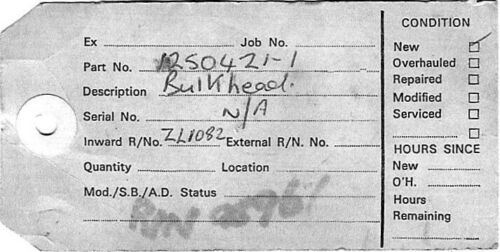 Ex Job No.
Part No. 1250421-1
Description Bulkhead.
Serial No. N/A
Inward R/No. ZL1082 External R/N. No.
Quantity Location
Mod./S.B./A.D. Status
CONDITION
New
Overhauled
Repaired
Modified
Serviced
HOURS SINCE
New
O'H.
Hours
Remaining